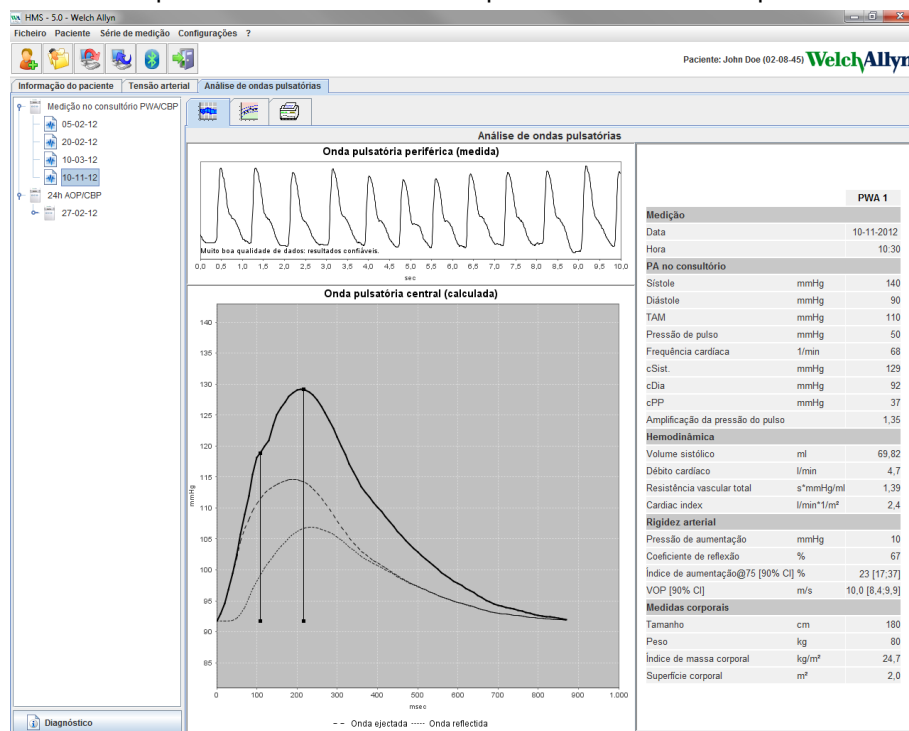 HMS - 5.0 - Welch Allyn
Ficheiro Paciente Série de medição Configurações ?
Paciente: John Doe (02-08-45) WelchAllyn
Informação do paciente Tensão arterial Análise de ondas pulsatórias
Medição no consultório PWA/CBP
05-02-12
20-02-12
10-03-12
10-11-12
24h AOP/CBP
27-02-12
Diagnóstico
Análise de ondas pulsatórias
Onda pulsatória periférica (medida)
Muito boa qualidade de dados: resultados confiáveis.
0,0 0,5 1,0 1,5 2,0 2,5 3,0 3,5 4,0 4,5 5,0 5,5 6,0 6,5 7,0 7,5 8,0 8,5 9,0 9,5 10,0
sec
Onda pulsatória central (calculada)
140
135
130
125
120
115
110
105
100
95
90
85
mmHg
0 100 200 300 400 500 600 700 800 900 1.000
msec
Onda ejectada Onda reflectida
PWA 1
Medição
Data 10-11-2012
Hora 10:30
PA no consultório
Sístole mmHg 140
Diástole mmHg 90
TAM mmHg 110
Pressão de pulso mmHg 50
Frequência cardíaca 1/min 68
cSist. mmHg 129
cDia mmHg 92
cPP mmHg 37
Amplificação da pressão do pulso 1,35
Hemodinâmica
Volume sistólico ml 69,82
Débito cardíaco l/min 4,7
Resistência vascular total s*mmHg/ml 1,39
Cardiac index l/min*1/m² 2,4
Rigidez arterial
Pressão de aumentação mmHg 10
Coeficiente de reflexão % 67
Índice de aumentação@75 [90% CI] % 23 [17;37]
VOP [90% CI] m/s 10,0 [8,4;9,9]
Medidas corporais
Tamanho cm 180
Peso kg 80
Índice de massa corporal kg/m² 24,7
Superfície corporal m² 2,0